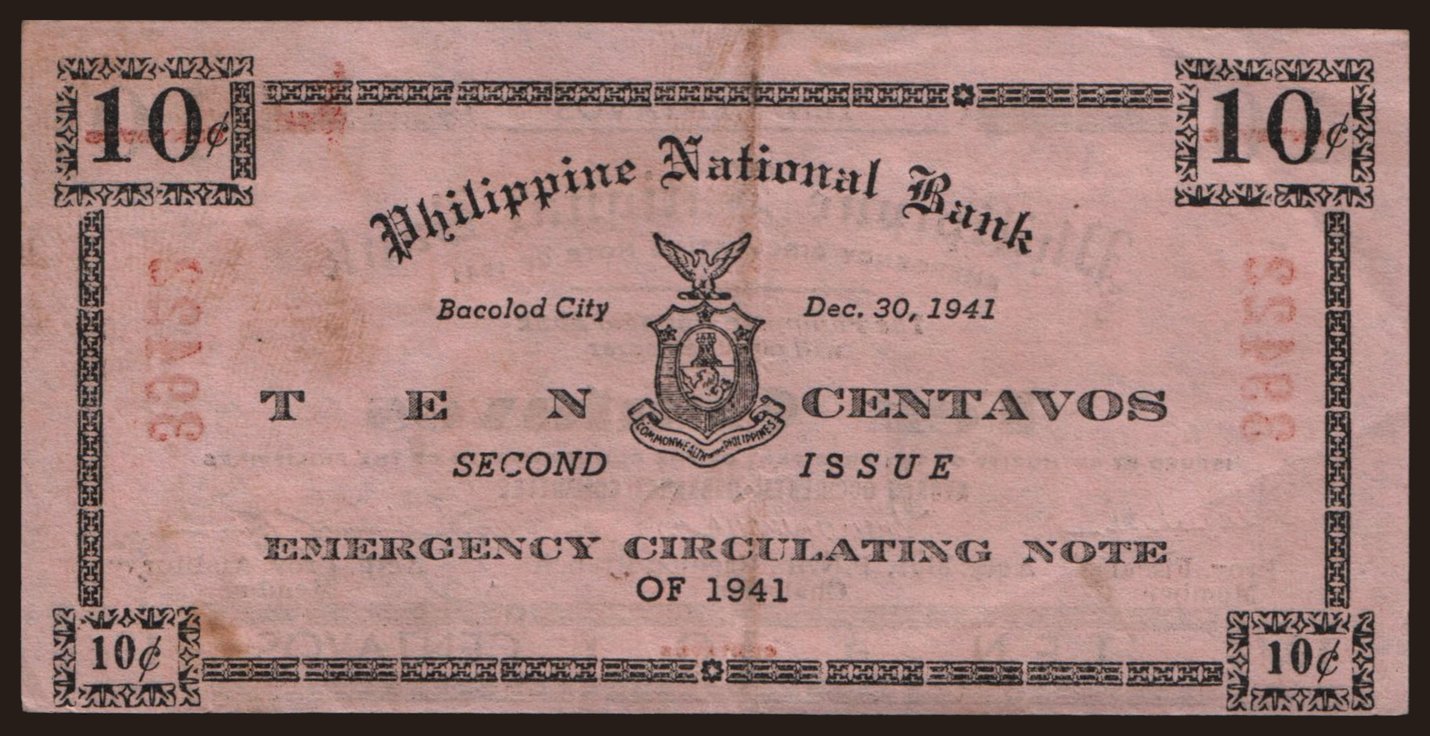 10¢ 10¢
Philippine National Bank
Bacolod City Dec. 30, 1941
TEN CENTAVOS
COMMONWEALTH OF THE PHILIPPINES
SECOND ISSUE
EMERGENCY CIRCULATING NOTE
OF 1941
10¢ 10¢